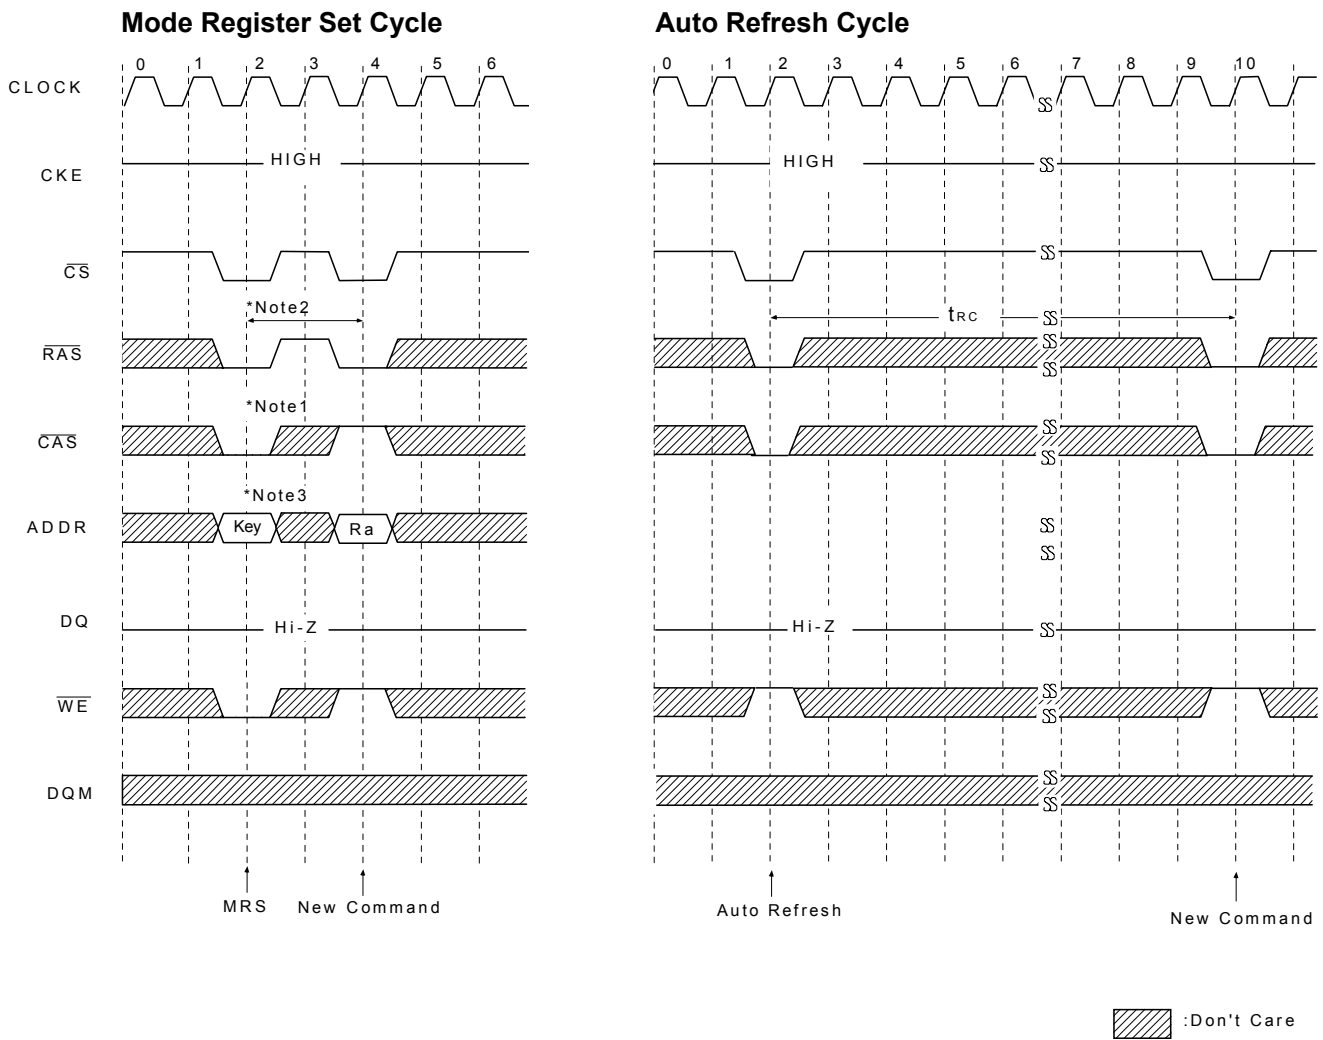 Mode Register Set Cycle
Auto Refresh Cycle
0 1 2 3 4 5 6
0 1 2 3 4 5 6 7 8 9 10
CLOCK
HIGH
HIGH
CKE
CS
*Note2
tRC
RAS
*Note1
CAS
*Note3
ADDR
Key
Ra
DQ
Hi-Z
Hi-Z
WE
DQM
MRS
New Command
Auto Refresh
New Command
:Don't Care